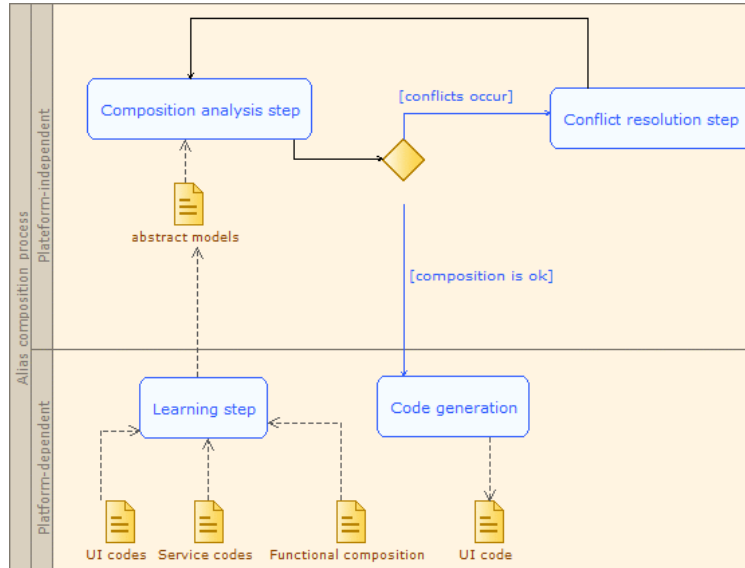 Alias composition process
Plateform-independent
Composition analysis step
[conflicts occur]
Conflict resolution step
abstract models
[composition is ok]
Platform-dependent
Learning step
Code generation
UI codes
Service codes
Functional composition
UI code